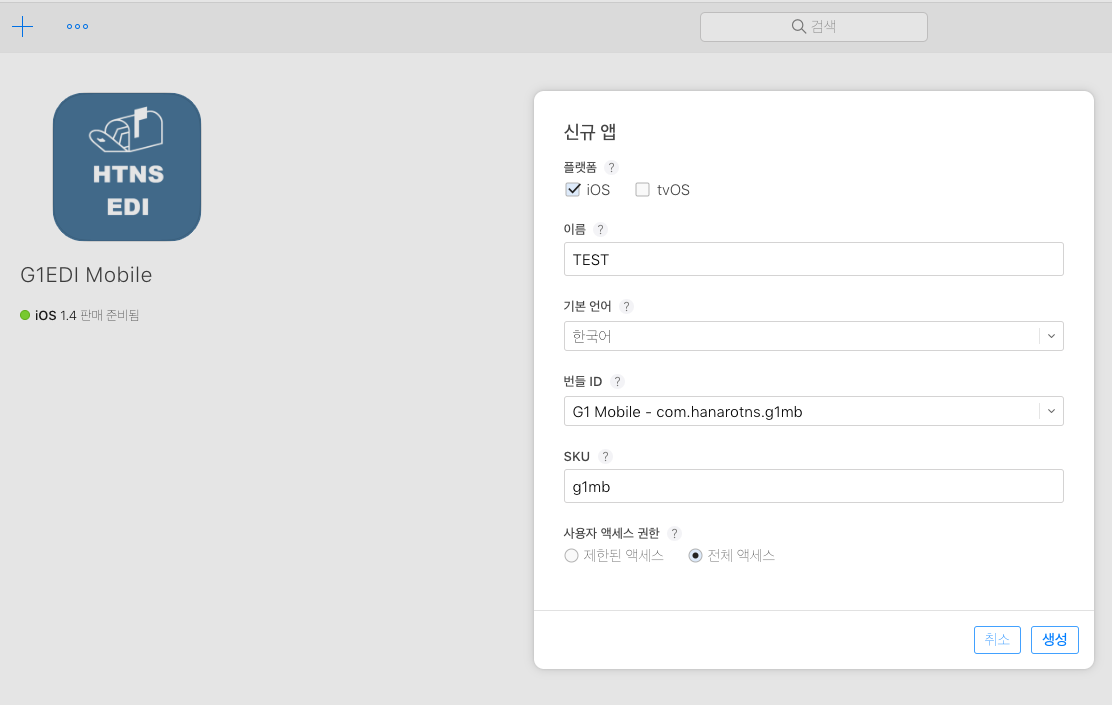 검색
HTNS
EDI
G1EDI Mobile
iOS 1.4 판매 준비됨
신규 앱
플랫폼 ?
iOS tvOS
이름 ?
TEST
기본 언어 ?
한국어
번들 ID ?
G1 Mobile - com.hanarotns.g1mb
SKU ?
g1mb
사용자 액세스 권한 ?
제한된 액세스 전체 액세스
취소 생성